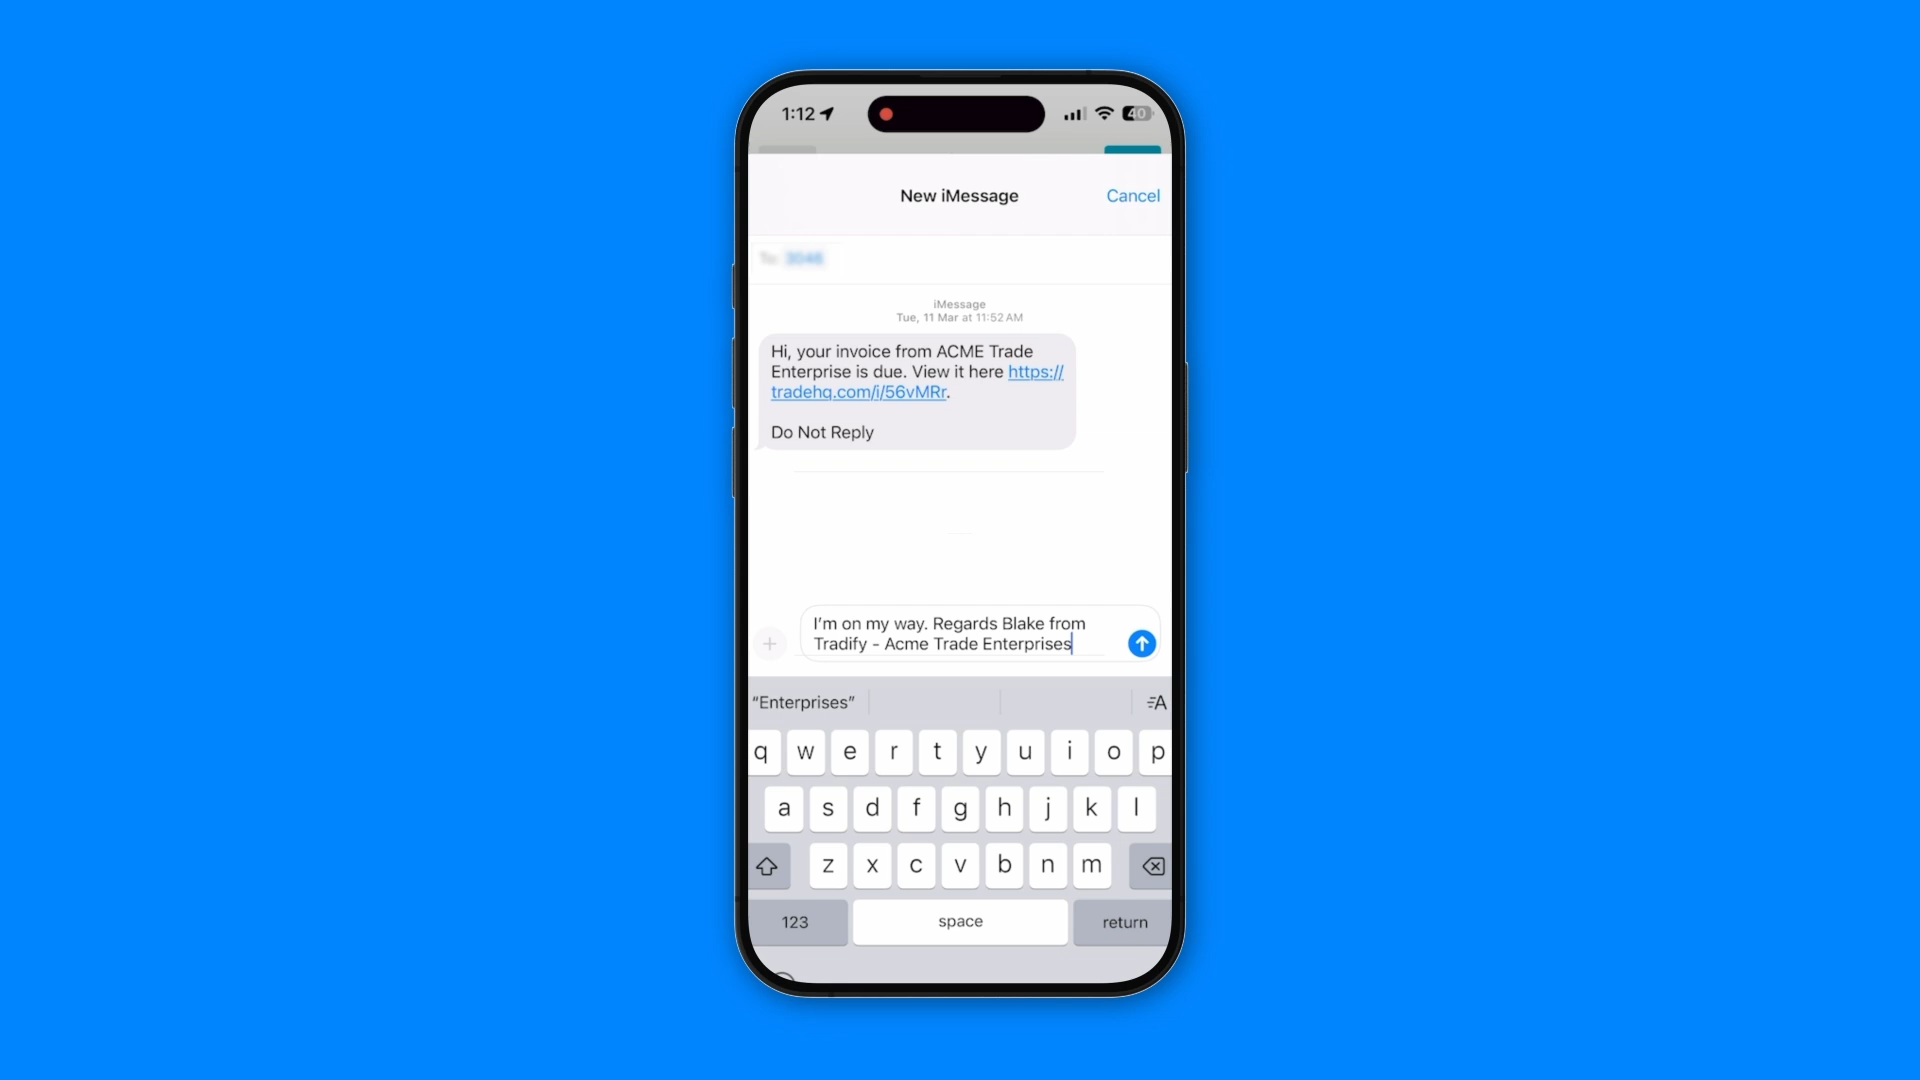 1:12
40
New iMessage
Cancel
To: 3046
iMessage
Tue, 11 Mar at 11:52 AM
Hi, your invoice from ACME Trade
Enterprise is due. View it here https://
tradehq.com/i/56vMRr.
Do Not Reply
I'm on my way. Regards Blake from
Tradify - Acme Trade Enterprises
"Enterprises"
A
q w e r t y u i o p
a s d f g h j k l
z x c v b n m
123 space return